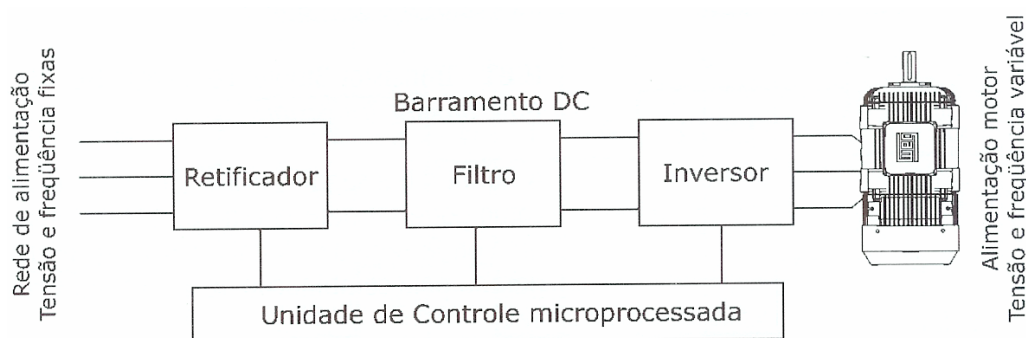 Rede de alimentação
Tensão e freqüência fixas
Barramento DC
Retificador
Filtro
Inversor
Unidade de Controle microprocessada
Alimentação motor
Tensão e freqüência variável